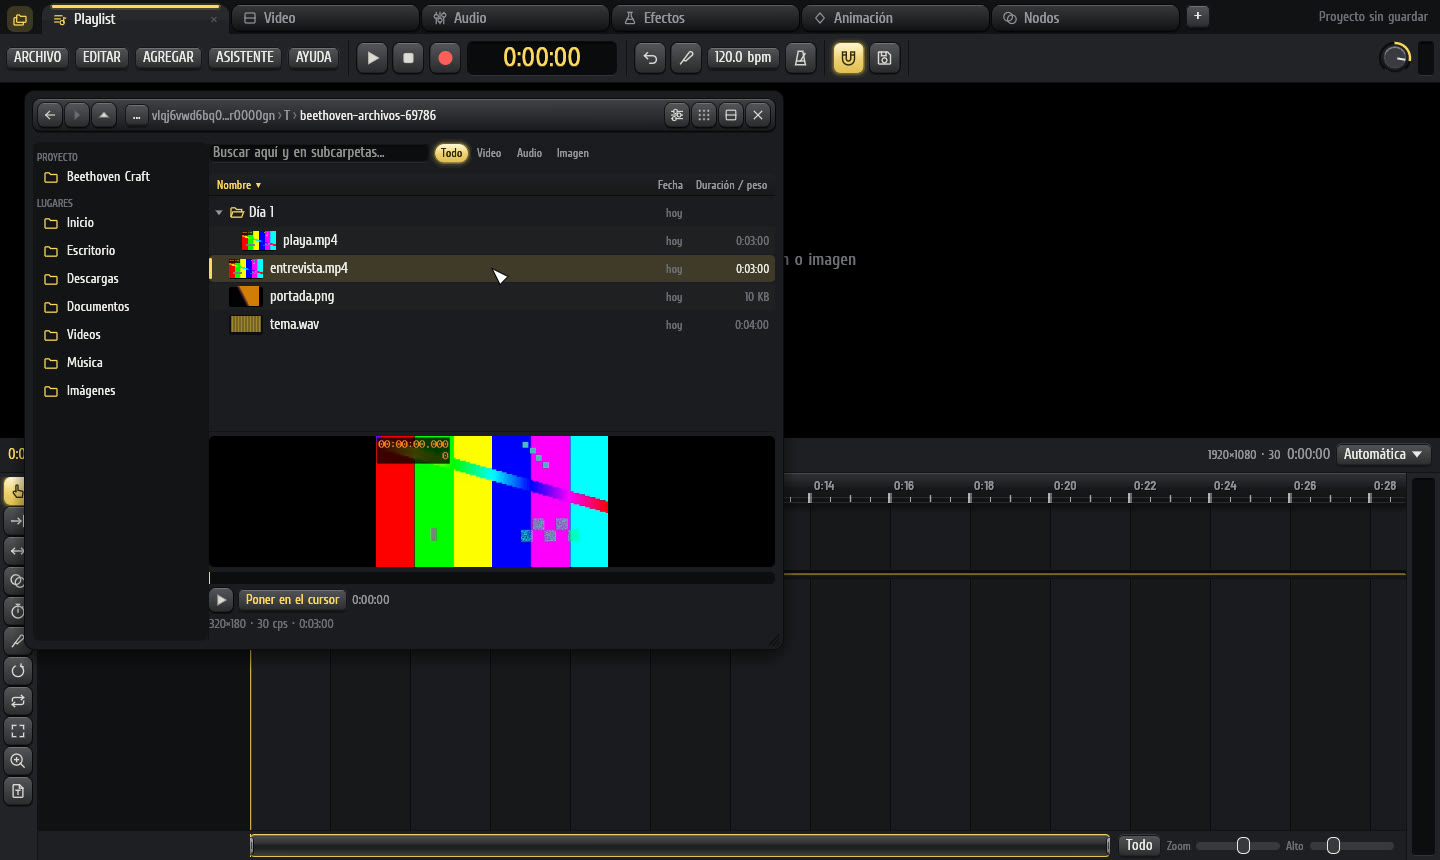 Playlist
Video
Audio
Efectos
Animación
Nodos
Proyecto sin guardar
ARCHIVO
EDITAR
AGREGAR
ASISTENTE
AYUDA
0:00:00
120.0 bpm
... vlqj6vwd6bq0…r0000gn › T › beethoven-archivos-69786
PROYECTO
Beethoven Craft
LUGARES
Inicio
Escritorio
Descargas
Documentos
Videos
Música
Imágenes
Buscar aquí y en subcarpetas...
Todo
Video
Audio
Imagen
Nombre
Fecha
Duración / peso
Día 1
hoy
playa.mp4
hoy
0:03:00
entrevista.mp4
hoy
0:03:00
portada.png
hoy
10 KB
tema.wav
hoy
0:04:00
o imagen
00:00:00.000
0
Poner en el cursor
0:00:00
320×180 · 30 cps · 0:03:00
1920×1080 · 30
0:00:00
Automática
0:14
0:16
0:18
0:20
0:22
0:24
0:26
0:28
Todo
Zoom
Alto